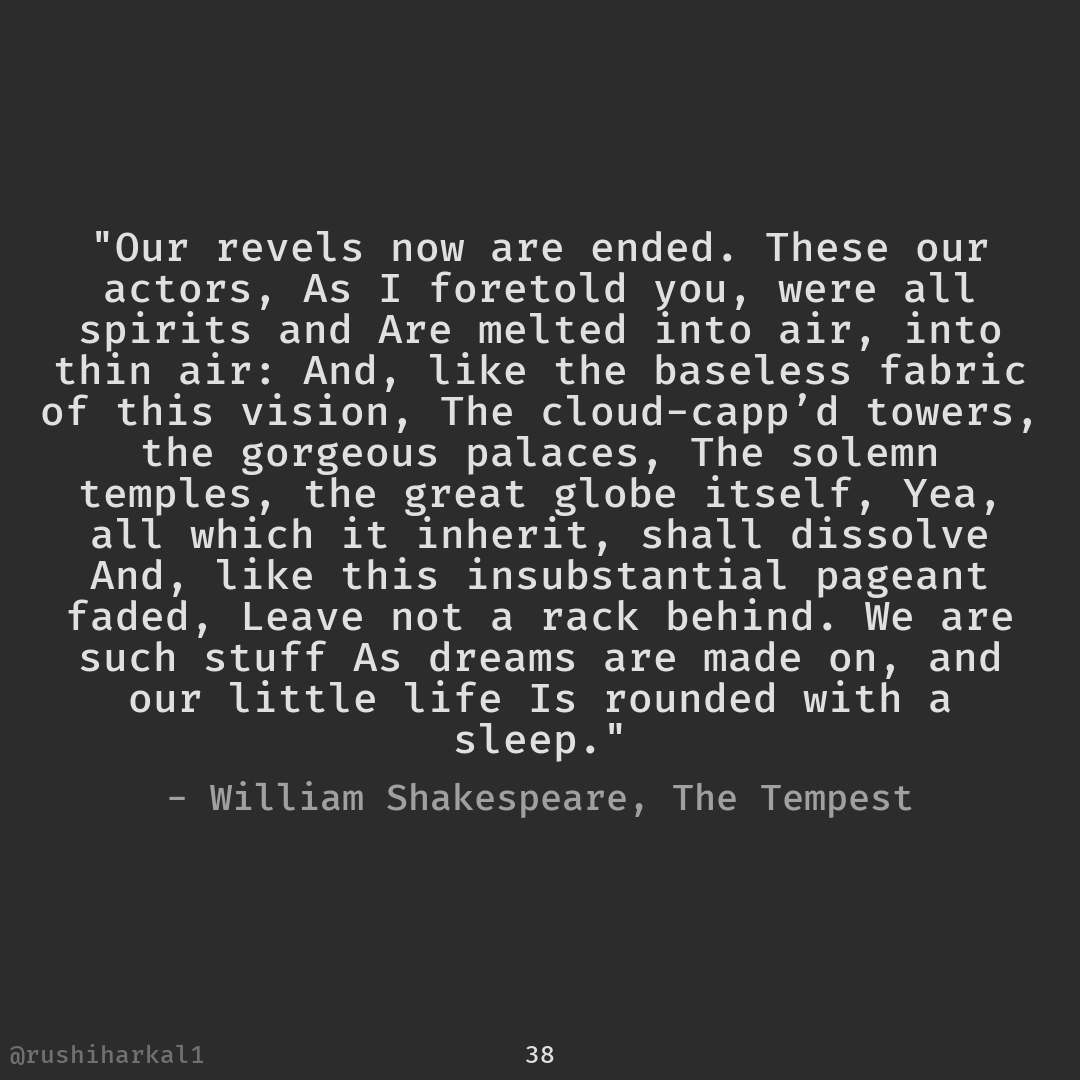 "Our revels now are ended. These our
actors, As I foretold you, were all
spirits and Are melted into air, into
thin air: And, like the baseless fabric
of this vision, The cloud-capp’d towers,
the gorgeous palaces, The solemn
temples, the great globe itself, Yea,
all which it inherit, shall dissolve
And, like this insubstantial pageant
faded, Leave not a rack behind. We are
such stuff As dreams are made on, and
our little life Is rounded with a
sleep."
- William Shakespeare, The Tempest
@rushiharkal1
38